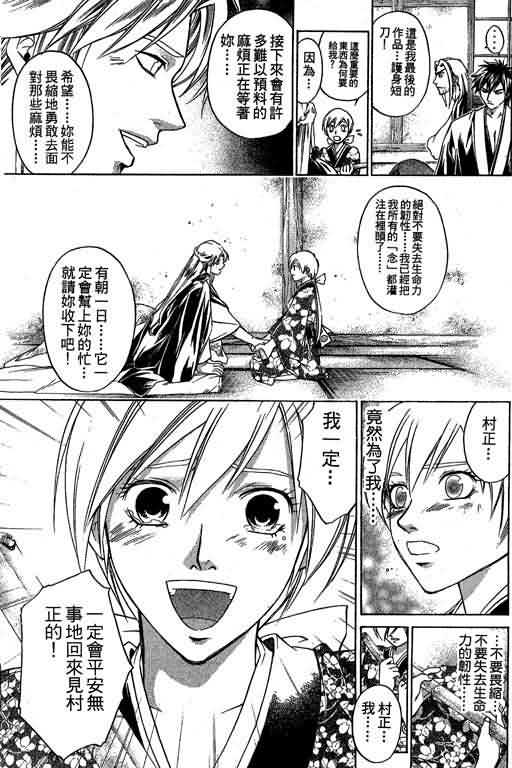 ‥‥
這是我最後的
作品…護身短
刀！
這麼重要的
東西為何要
給我？
因為…
接下來會有許
多難以預料的
麻煩正在等著
妳……
希望……妳能不
畏縮地勇敢去面
對那些麻煩…
絕對不要失去生命力
的韌性……我已經把
我所有的「念」都灌
注在裡頭了…
有朝一日……它一
定會幫上妳的忙…
就請妳收下吧！
村正…
竟然為了我……
…不要畏縮…
不要失去生命
力的韌性……
村正…
我…
我一定…
一定會平安無
事地回來見村
正的！